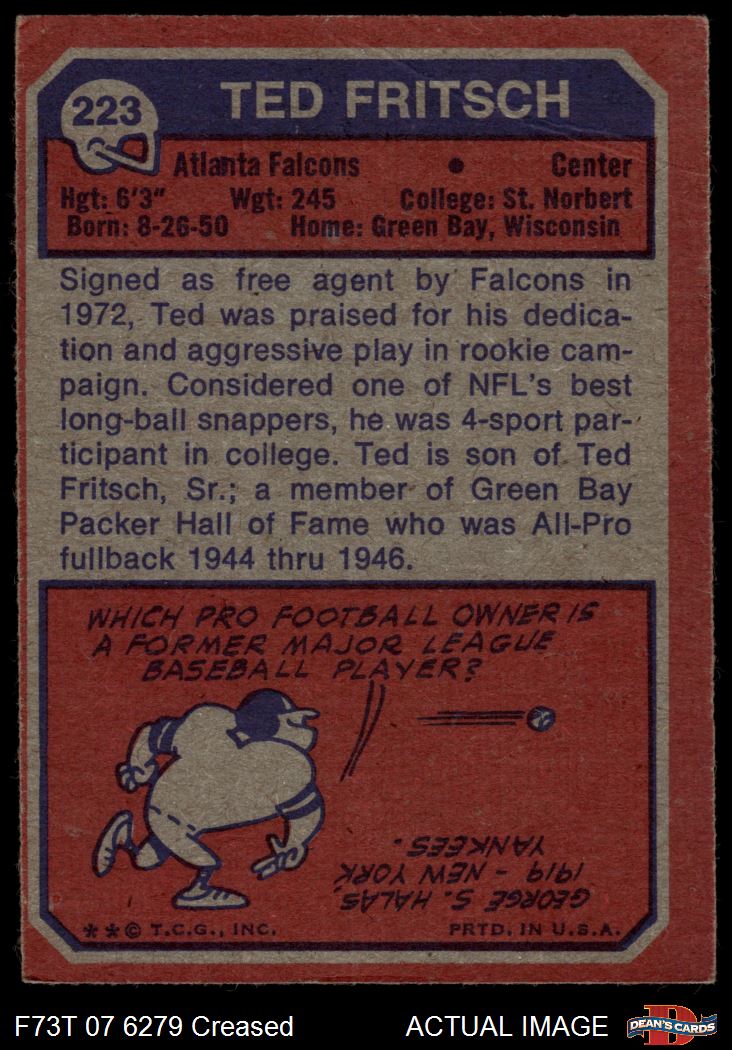 223
TED FRITSCH
Atlanta Falcons • Center
Hgt: 6'3" Wgt: 245 College: St. Norbert
Born: 8-26-50 Home: Green Bay, Wisconsin
Signed as free agent by Falcons in
1972, Ted was praised for his dedica-
tion and aggressive play in rookie cam-
paign. Considered one of NFL's best
long-ball snappers, he was 4-sport par-
ticipant in college. Ted is son of Ted
Fritsch, Sr.; a member of Green Bay
Packer Hall of Fame who was All-Pro
fullback 1944 thru 1946.
WHICH PRO FOOTBALL OWNER IS
A FORMER MAJOR LEAGUE
BASEBALL PLAYER?
GEORGE S. HALAS,
1919 - NEW YORK
YANKEES.
**© T.C.G., INC. PRTD. IN U.S.A.
F73T 07 6279 Creased ACTUAL IMAGE
D
DEAN'S CARDS